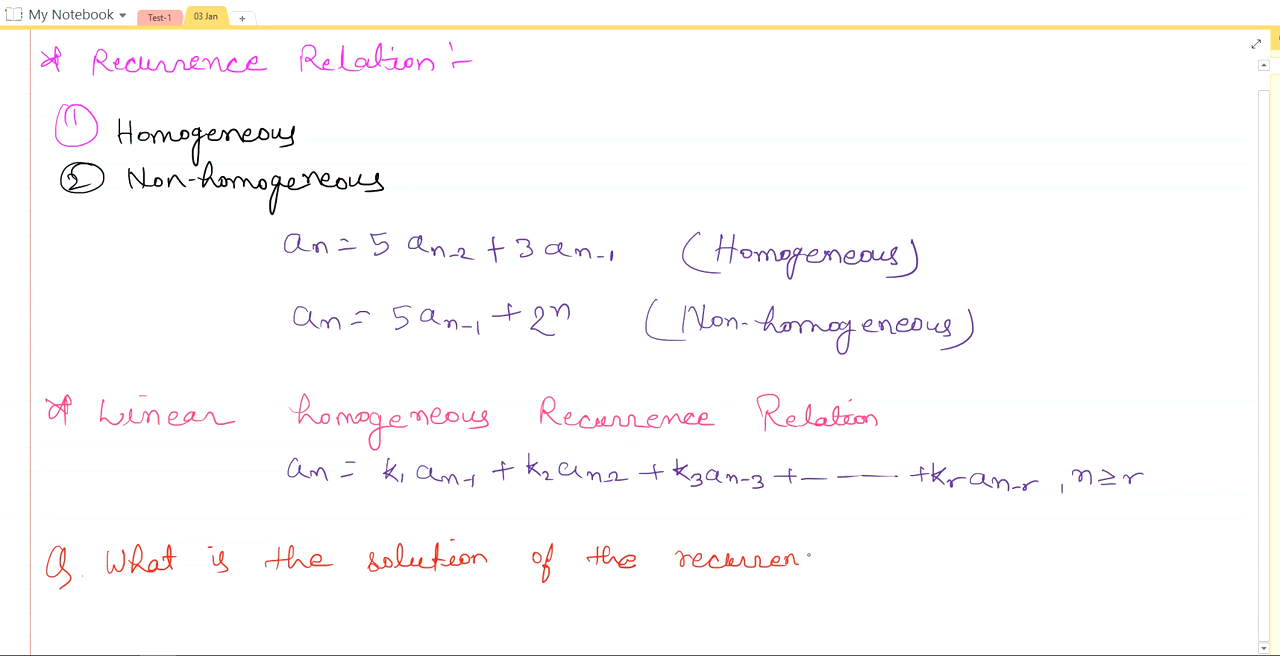 My Notebook
Test-1
03 Jan
+
* Recurrence Relation :-
(1) Homogeneous
(2) Non-homogeneous
an = 5 an-2 + 3 an-1 (Homogeneous)
an = 5 an-1 + 2^n (Non-homogeneous)
* Linear homogeneous Recurrence Relation
an = k1 an-1 + k2 an-2 + k3 an-3 + - —— + kr an-r , n ≥ r
Q. What is the solution of the recurren